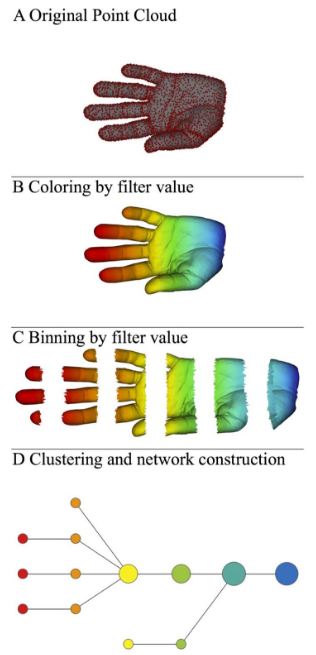 A Original Point Cloud
B Coloring by filter value
C Binning by filter value
D Clustering and network construction